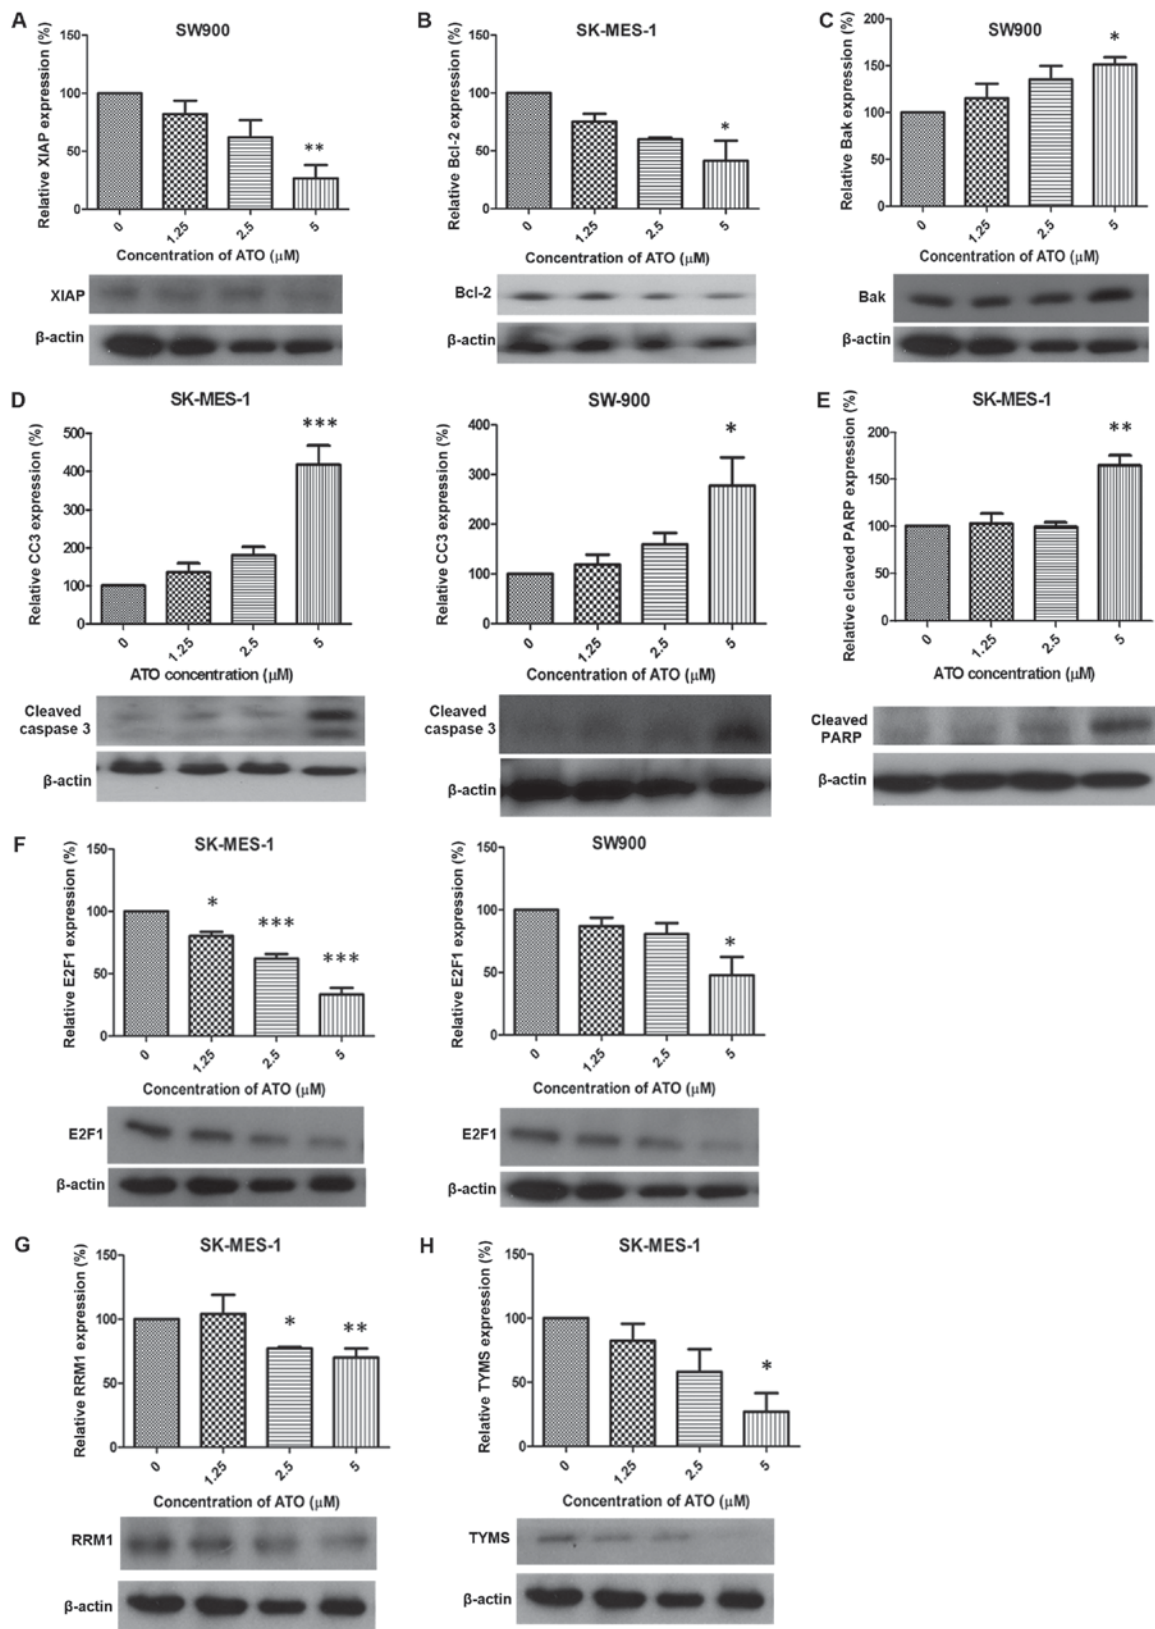 A
SW900
Relative XIAP expression (%)
150
100
50
0
0
1.25
2.5
5
**
Concentration of ATO (μM)
XIAP
β-actin
B
SK-MES-1
Relative Bcl-2 expression (%)
150
100
50
0
0
1.25
2.5
5
*
Concentration of ATO (μM)
Bcl-2
β-actin
C
SW900
Relative Bak expression (%)
200
150
100
50
0
0
1.25
2.5
5
*
Concentration of ATO (μM)
Bak
β-actin
D
SK-MES-1
Relative CC3 expression (%)
500
400
300
200
100
0
0
1.25
2.5
5
***
ATO concentration (μM)
Cleaved
caspase 3
β-actin
SW-900
Relative CC3 expression (%)
400
300
200
100
0
0
1.25
2.5
5
*
Concentration of ATO (μM)
Cleaved
caspase 3
β-actin
E
SK-MES-1
Relative cleaved PARP expression (%)
200
150
100
50
0
0
1.25
2.5
5
**
ATO concentration (μM)
Cleaved
PARP
β-actin
F
SK-MES-1
Relative E2F1 expression (%)
150
100
50
0
0
1.25
2.5
5
*
***
***
Concentration of ATO (μM)
E2F1
β-actin
SW900
Relative E2F1 expression (%)
150
100
50
0
0
1.25
2.5
5
*
Concentration of ATO (μM)
E2F1
β-actin
G
SK-MES-1
Relative RRM1 expression (%)
150
100
50
0
0
1.25
2.5
5
*
**
Concentration of ATO (μM)
RRM1
β-actin
H
SK-MES-1
Relative TYMS expression (%)
150
100
50
0
0
1.25
2.5
5
*
Concentration of ATO (μM)
TYMS
β-actin